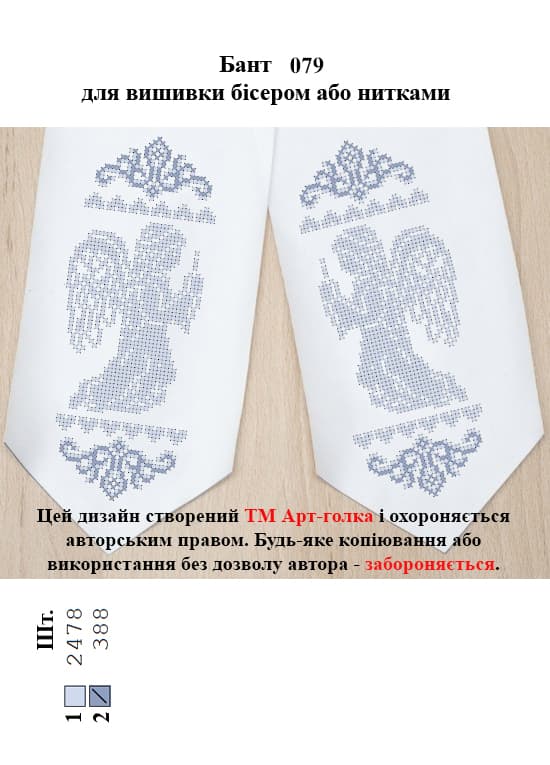 Бант 079
для вишивки бісером або нитками
Цей дизайн створений ТМ Арт-голка і охороняється
авторським правом. Будь-яке копіювання або
використання без дозволу автора - забороняється.
Шт.
1 2478
2 388